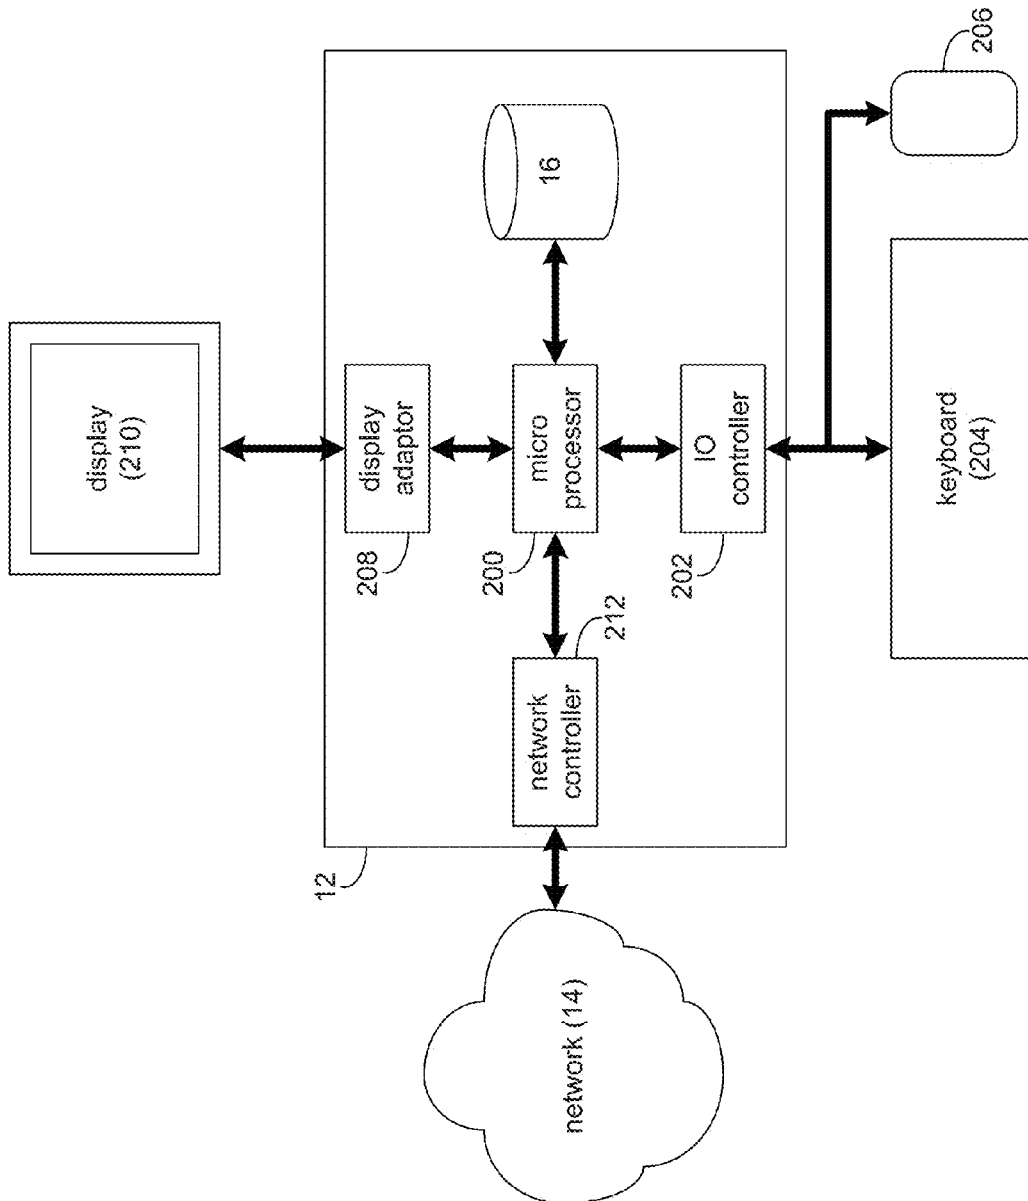 display
(210)
206
display
adaptor
208
16
micro
processor
200
IO
controller
202
212
network
controller
12
network (14)
keyboard
(204)